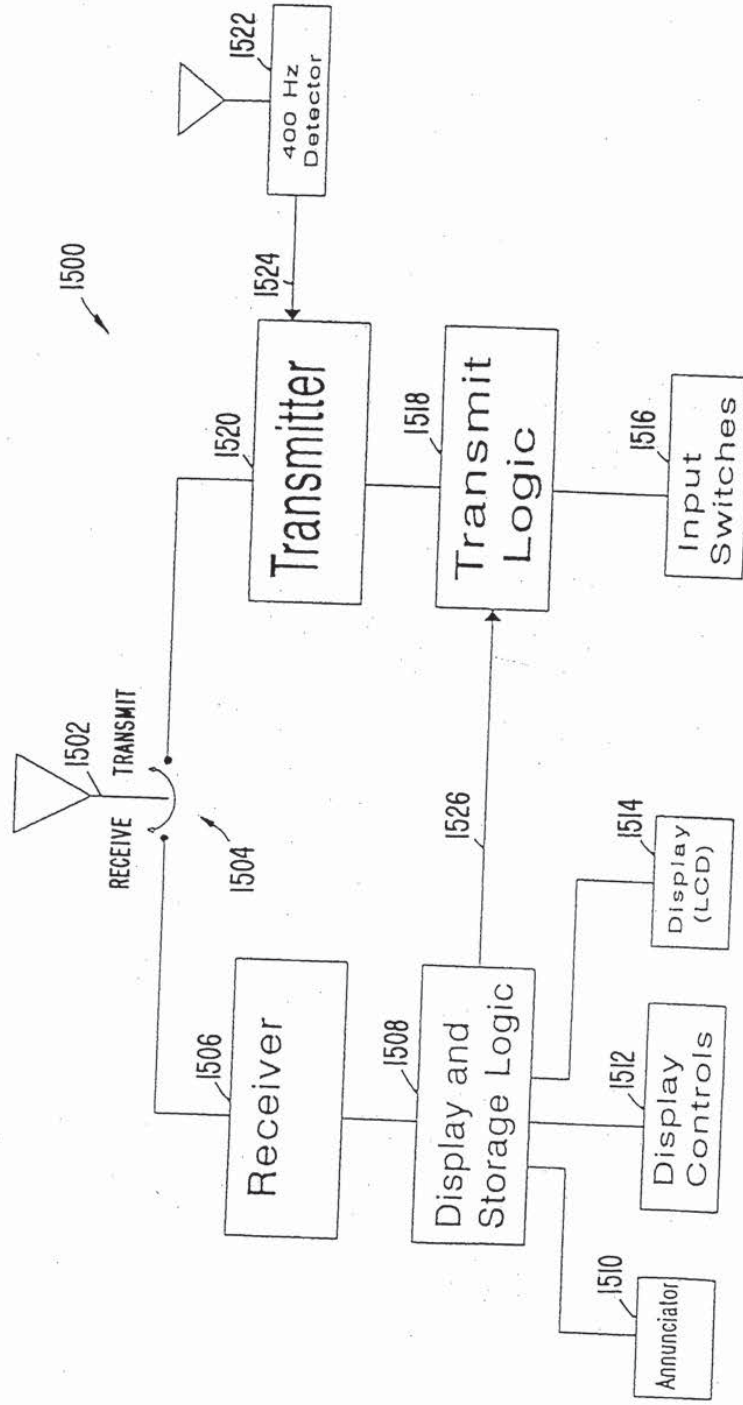 1500
1502
RECEIVE
TRANSMIT
1504
1506
Receiver
1520
Transmitter
1524
1522
400 Hz
Detector
1508
Display and
Storage Logic
1526
1518
Transmit
Logic
1510
Annunciator
1512
Display
Controls
1514
Display
(LCD)
1516
Input
Switches